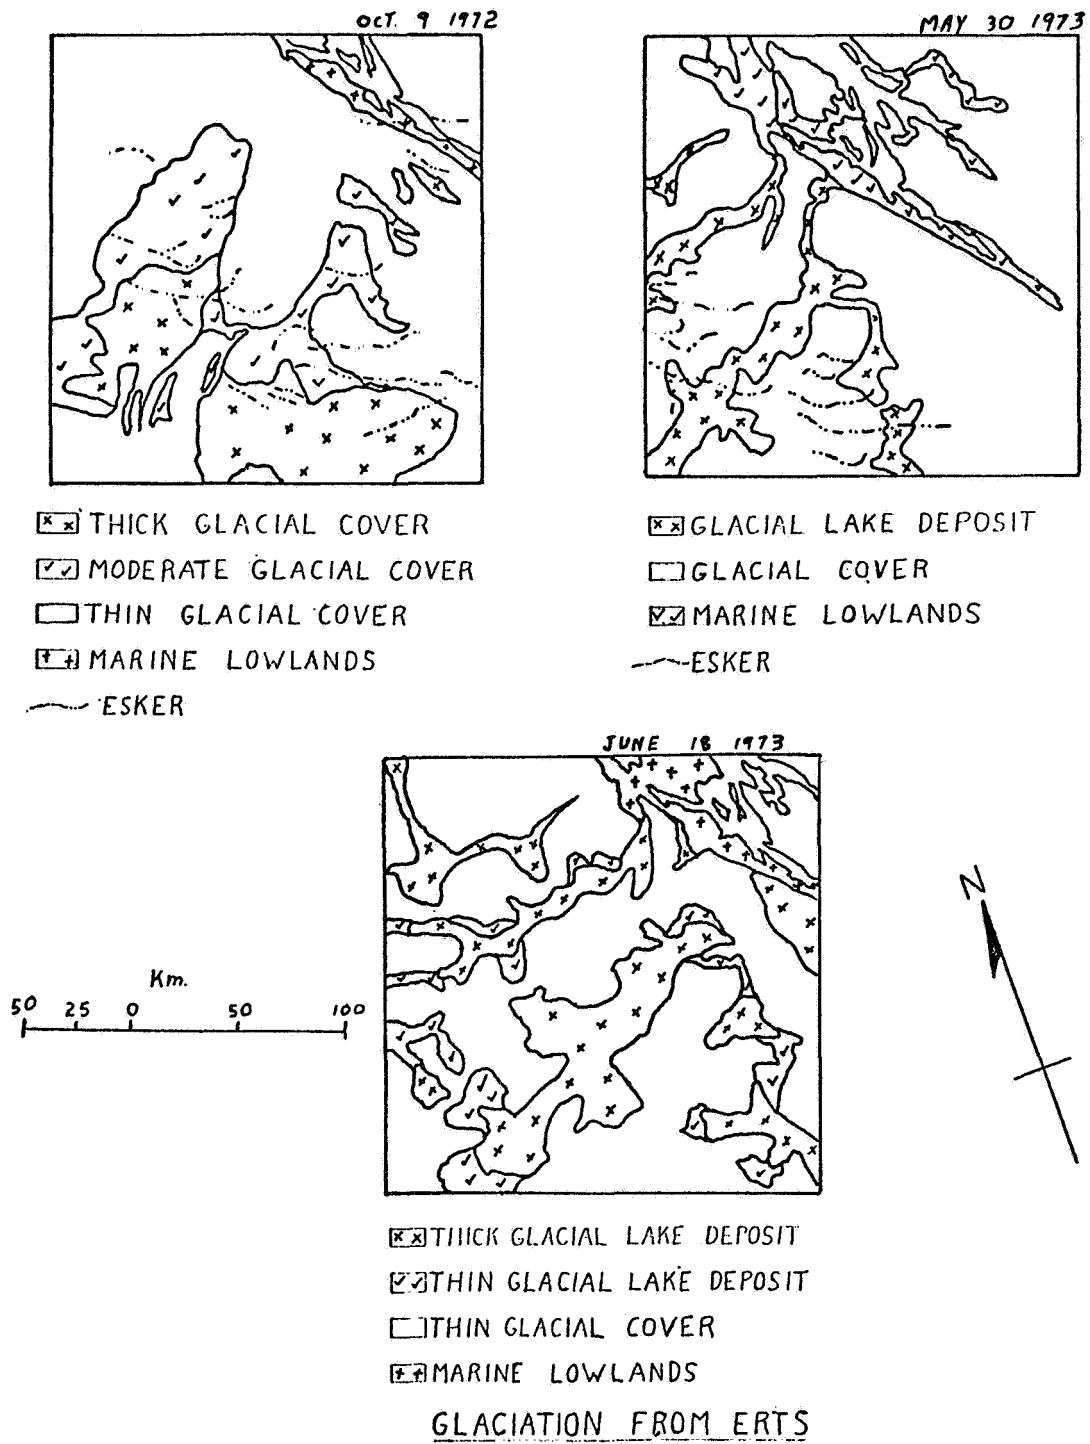 OCT. 9 1972
MAY 30 1973
THICK GLACIAL COVER
MODERATE GLACIAL COVER
THIN GLACIAL COVER
MARINE LOWLANDS
ESKER
GLACIAL LAKE DEPOSIT
GLACIAL COVER
MARINE LOWLANDS
ESKER
JUNE 18 1973
N
Km.
50 25 0 50 100
THICK GLACIAL LAKE DEPOSIT
THIN GLACIAL LAKE DEPOSIT
THIN GLACIAL COVER
MARINE LOWLANDS
GLACIATION FROM ERTS